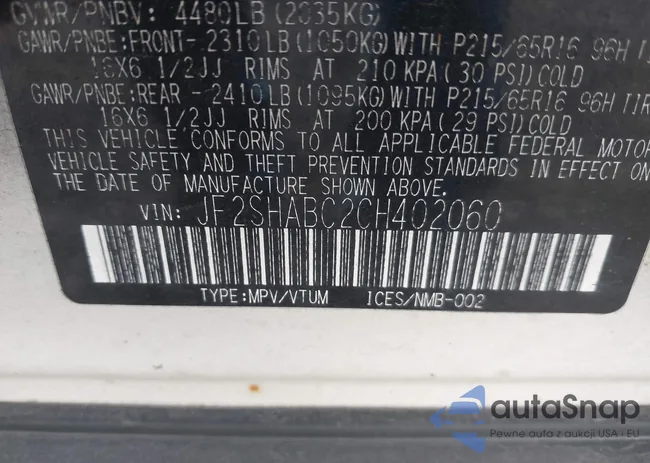 GVWR/PNBV: 4480LB (2035KG)
GAWR/PNBE:FRONT- 2310LB (1050KG) WITH P215/65R16 96H
16X6 1/2JJ RIMS AT 210 KPA (30 PSI) COLD
GAWR/PNBE:REAR - 2410LB (1095KG) WITH P215/65R16 96H
16X6 1/2JJ RIMS AT 200 KPA (29 PSI) COLD
THIS VEHICLE CONFORMS TO ALL APPLICABLE FEDERAL MOTOR
VEHICLE SAFETY AND THEFT PREVENTION STANDARDS IN EFFECT ON
THE DATE OF MANUFACTURE SHOWN ABOVE.
VIN: JF2SHABC2CH402060
TYPE:MPV/VTUM ICES/NMB-002
autoSnap
Pewne auta z aukcji USA i EU